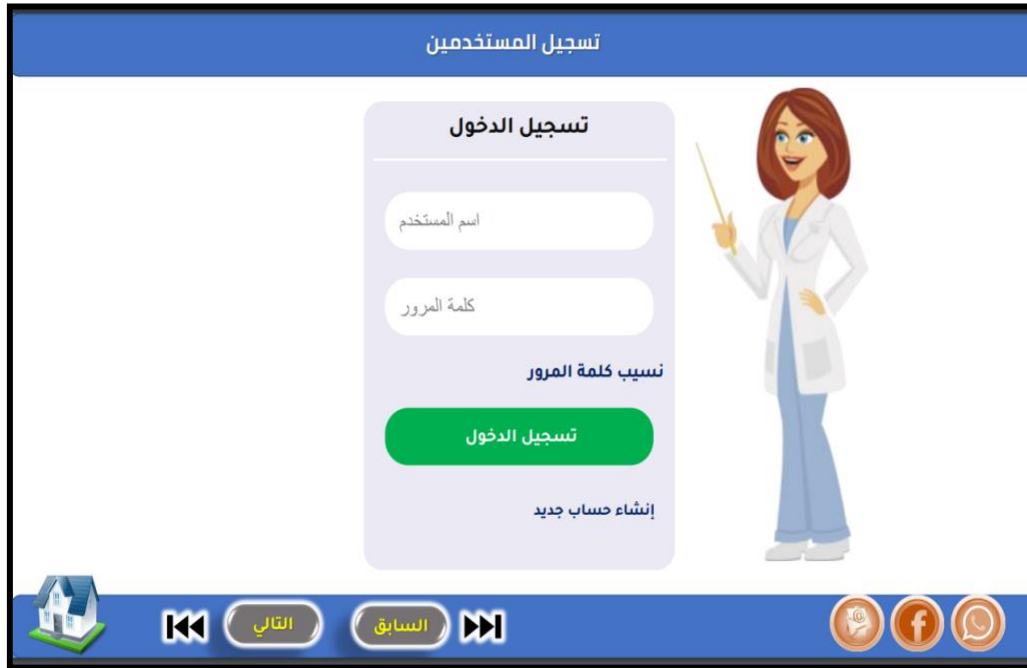 تسجيل المستخدمين
تسجيل الدخول
اسم المستخدم
كلمة المرور
نسيب كلمة المرور
تسجيل الدخول
إنشاء حساب جديد
السابق
التالي